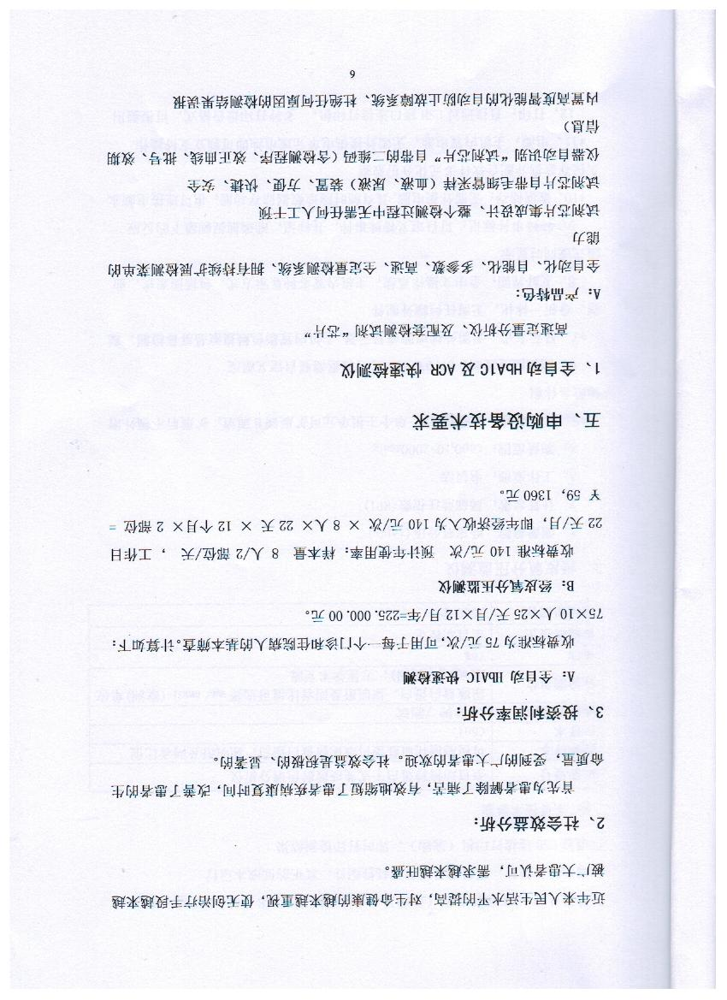 近年来人民生活水平的提高，对生命健康的越来越重视，使无创治疗手段越来越
被广大患者认可，需求越来越旺盛。
2、社会效益分析：
首先为患者解除了痛苦，有效地缩短了患者疾病康复时间，改善了患者的生
命质量，受到的广大患者的欢迎。社会效益是积极的、显著的。
3、投资利润率分析：
A：全自动 HBA1C 快速检测
收费标准为 75 元/次，可用于每一个门诊和住院病人的基本筛查。计算如下：
75×10 人×25 天/月×12 月/年=225.000.00 元。
B：经皮氧分压监测仪
收费标准 140 元/次 预计年使用率：样本量 8 人/2 部位/天 ，工作日
22 天/月，即年经济收入为 140 元/次 × 8 人× 22 天 × 12 个月× 2 部位 =
￥ 59，1360 元。
五、申购设备技术要求
1、全自动 HbA1C 及 ACR 快速检测仪
高速定量分析仪、及配套检测试剂“芯片”
A：产品特色：
全自动化、智能化、多参数、高速、全定量检测系统、拥有持续扩展检测菜单的
能力
试剂芯片集成设计、整个检测过程中无需任何人工干预
试剂芯片自带毛细管采样（血液、尿液）装置、方便、快捷、安全
仪器自动识别“试剂芯片”自带的二维码（含检测程序、效正曲线、批号、效期
信息）
内置高度智能化的自动防止故障系统、杜绝任何原因的检测结果误报
6